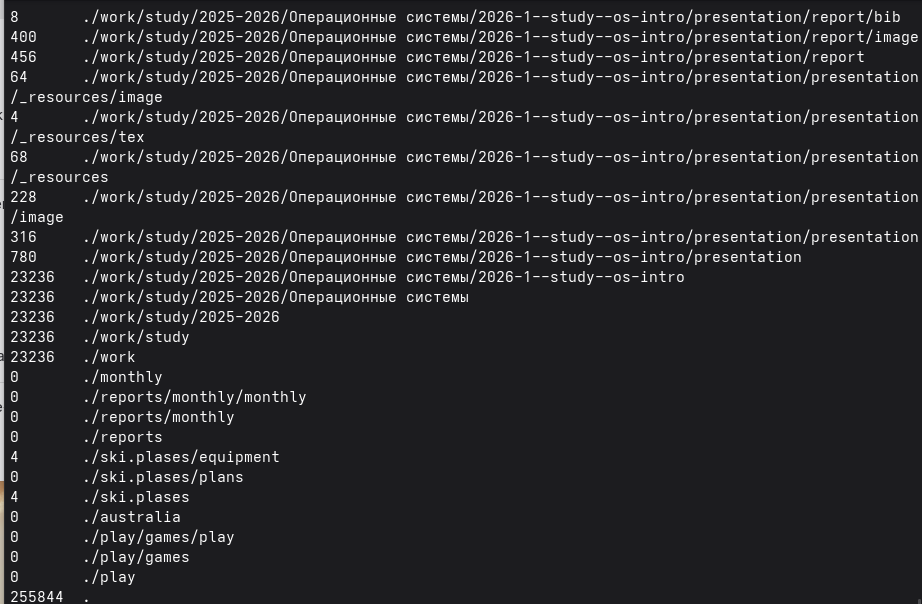 8 ./work/study/2025-2026/Операционные системы/2026-1--study--os-intro/presentation/report/bib
400 ./work/study/2025-2026/Операционные системы/2026-1--study--os-intro/presentation/report/image
456 ./work/study/2025-2026/Операционные системы/2026-1--study--os-intro/presentation/report
64 ./work/study/2025-2026/Операционные системы/2026-1--study--os-intro/presentation/presentation
/_resources/image
4 ./work/study/2025-2026/Операционные системы/2026-1--study--os-intro/presentation/presentation
/_resources/tex
68 ./work/study/2025-2026/Операционные системы/2026-1--study--os-intro/presentation/presentation
/_resources
228 ./work/study/2025-2026/Операционные системы/2026-1--study--os-intro/presentation/presentation
/image
316 ./work/study/2025-2026/Операционные системы/2026-1--study--os-intro/presentation/presentation
780 ./work/study/2025-2026/Операционные системы/2026-1--study--os-intro/presentation
23236 ./work/study/2025-2026/Операционные системы/2026-1--study--os-intro
23236 ./work/study/2025-2026/Операционные системы
23236 ./work/study/2025-2026
23236 ./work/study
23236 ./work
0 ./monthly
0 ./reports/monthly/monthly
0 ./reports/monthly
0 ./reports
4 ./ski.plases/equipment
0 ./ski.plases/plans
4 ./ski.plases
0 ./australia
0 ./play/games/play
0 ./play/games
0 ./play
255844 .